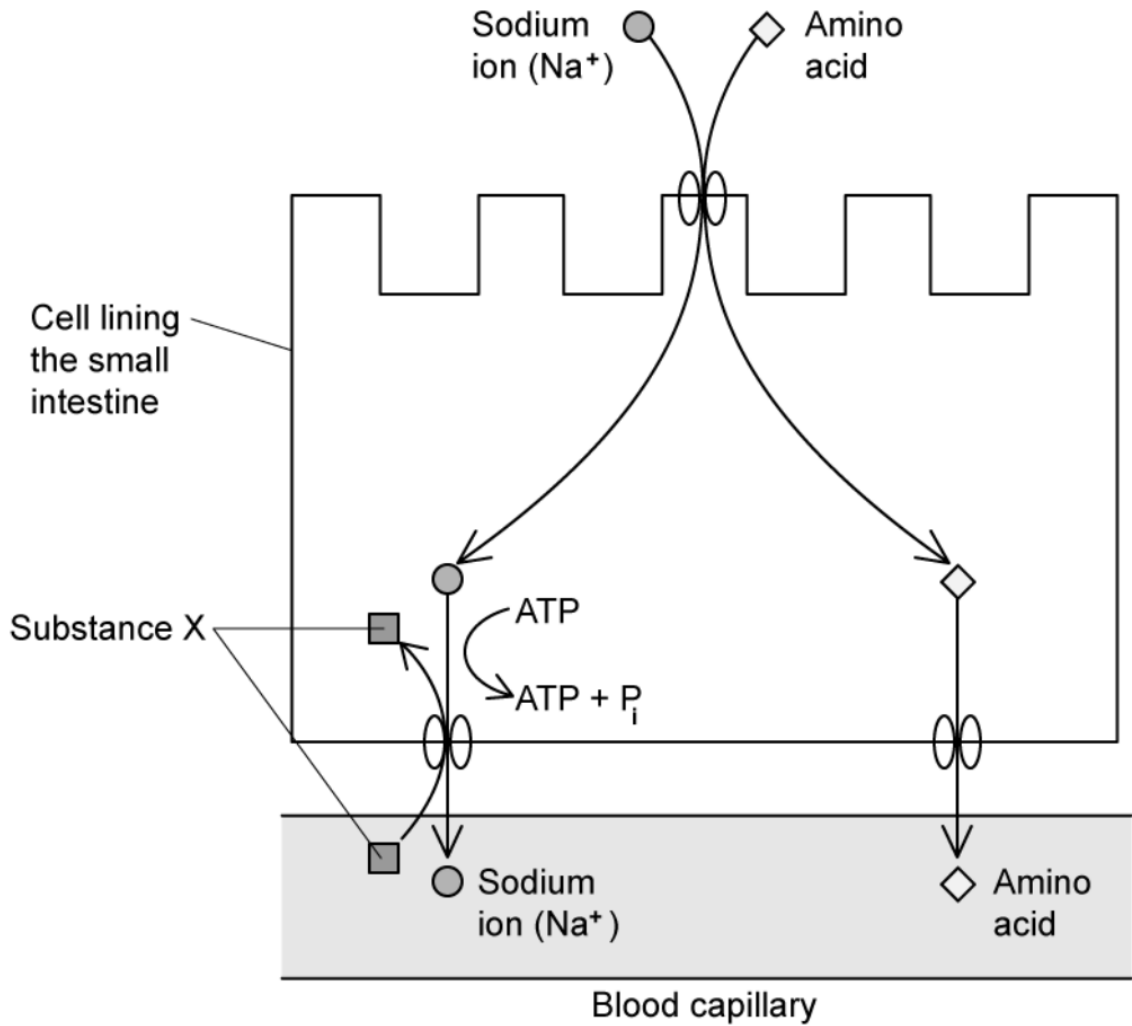 Sodium
ion (Na⁺)
Amino
acid
Cell lining
the small
intestine
Substance X
ATP
ATP + Pᵢ
Sodium
ion (Na⁺ )
Amino
acid
Blood capillary